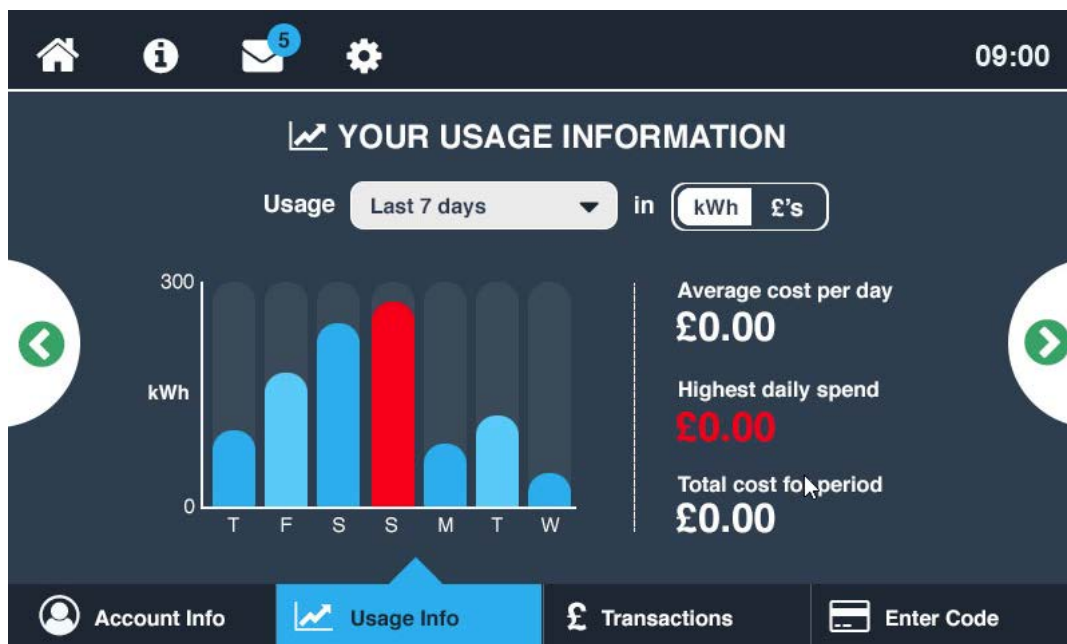 5
09:00
YOUR USAGE INFORMATION
Usage Last 7 days in kWh £'s
300
kWh
0
T F S S M T W
Average cost per day
£0.00
Highest daily spend
£0.00
Total cost for period
£0.00
Account Info
Usage Info
£ Transactions
Enter Code